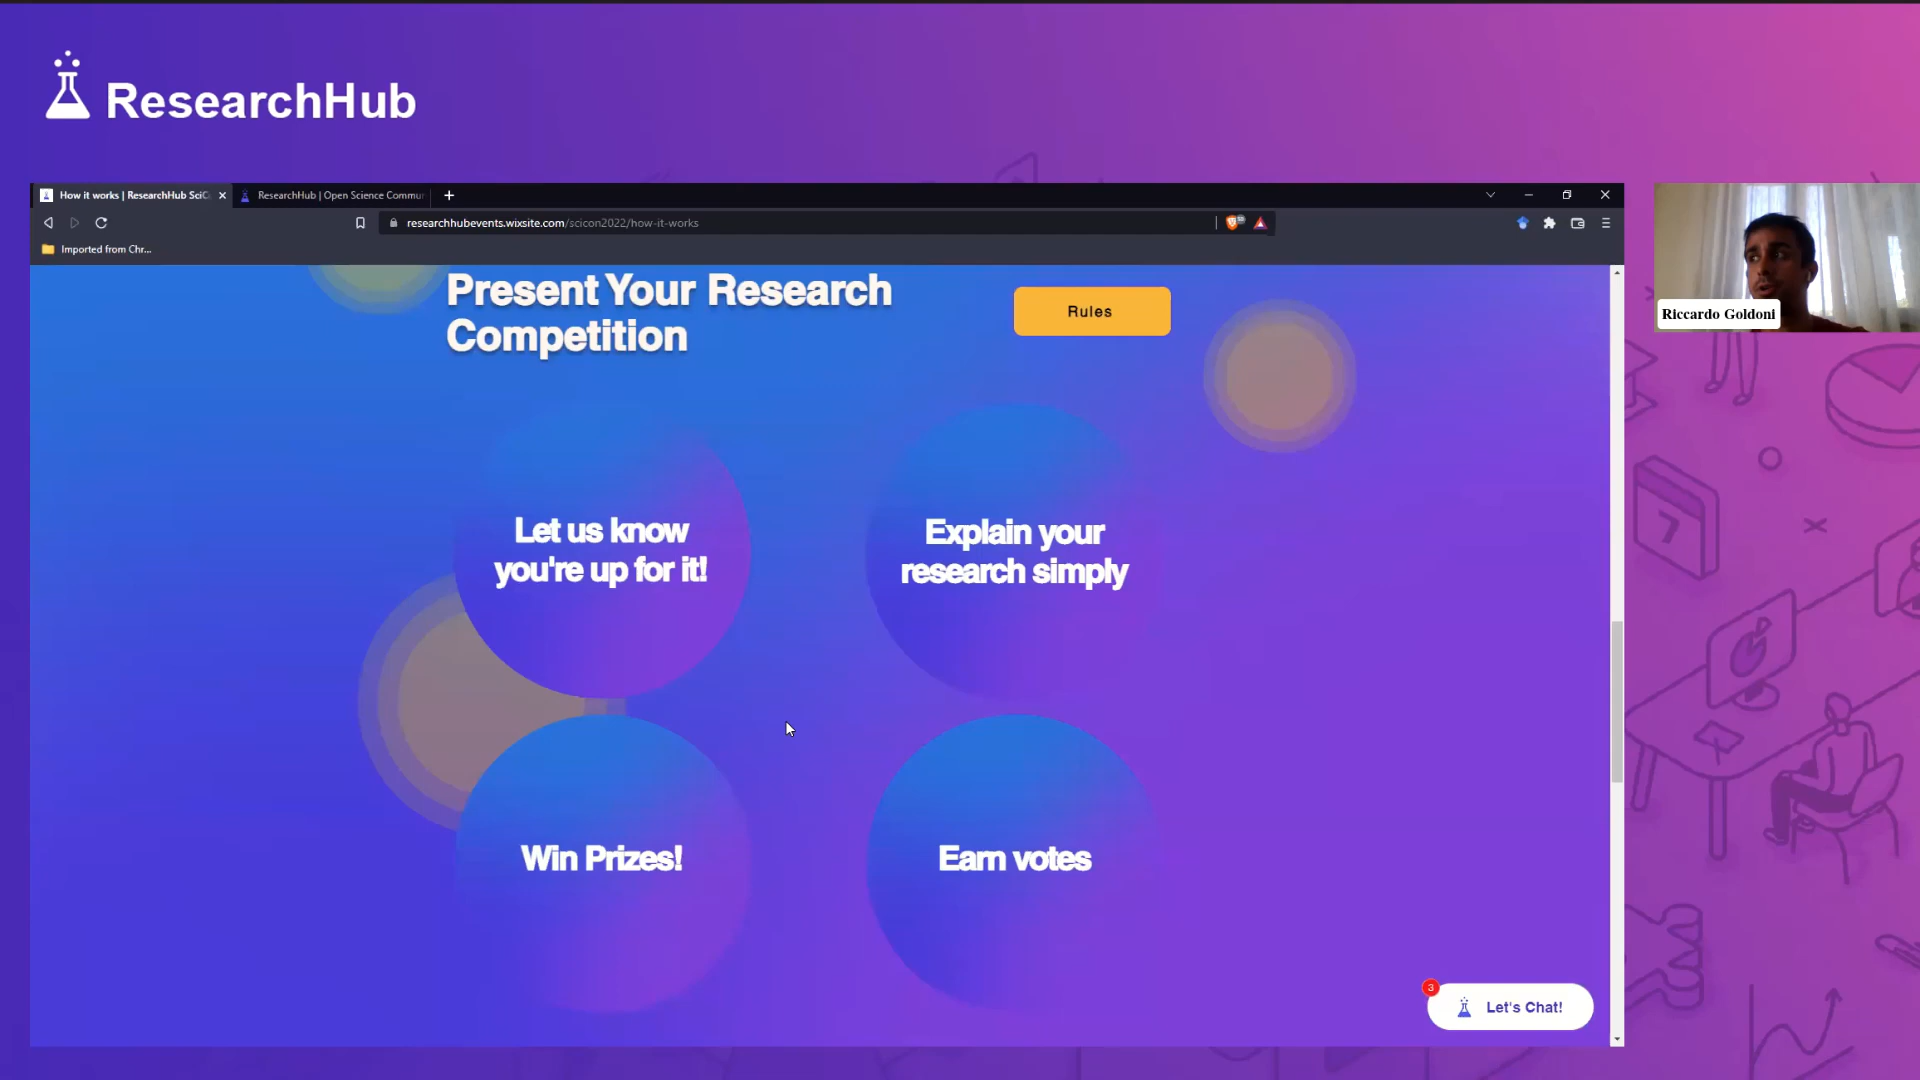 ResearchHub
How it works | ResearchHub SciC
ResearchHub | Open Science Commu
researchhubevents.wixsite.com/scicon2022/how-it-works
Imported from Chr...
Present Your Research
Competition
Rules
Riccardo Goldoni
Let us know
you're up for it!
Explain your
research simply
7
Win Prizes!
Earn votes
3
Let's Chat!